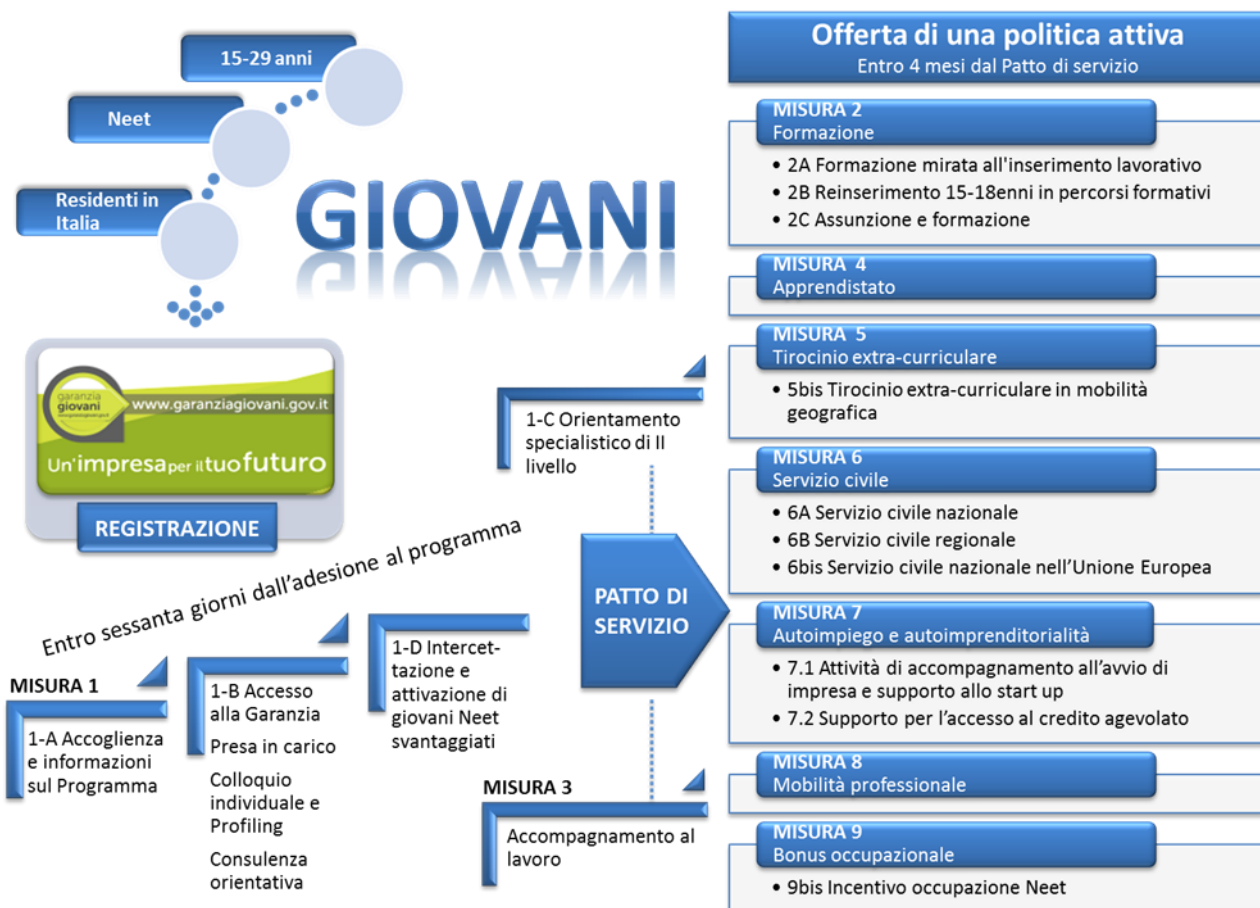 15-29 anni
Neet
Residenti in
Italia
GIOVANI
garanzia
giovani
www.garanziagiovani.gov.it
Un'impresa per il tuo futuro
REGISTRAZIONE
Entro sessanta giorni dall'adesione al programma
MISURA 1
1-A Accoglienza
e informazioni
sul Programma
1-B Accesso
alla Garanzia
Presa in carico
Colloquio
individuale e
Profiling
Consulenza
orientativa
1-D Intercet-
tazione e
attivazione di
giovani Neet
svantaggiati
1-C Orientamento
specialistico di II
livello
PATTO DI
SERVIZIO
MISURA 3
Accompagnamento al
lavoro
Offerta di una politica attiva
Entro 4 mesi dal Patto di servizio
MISURA 2
Formazione
• 2A Formazione mirata all'inserimento lavorativo
• 2B Reinserimento 15-18enni in percorsi formativi
• 2C Assunzione e formazione
MISURA 4
Apprendistato
MISURA 5
Tirocinio extra-curriculare
• 5bis Tirocinio extra-curriculare in mobilità
geografica
MISURA 6
Servizio civile
• 6A Servizio civile nazionale
• 6B Servizio civile regionale
• 6bis Servizio civile nazionale nell'Unione Europea
MISURA 7
Autoimpiego e autoimprenditorialità
• 7.1 Attività di accompagnamento all'avvio di
impresa e supporto allo start up
• 7.2 Supporto per l'accesso al credito agevolato
MISURA 8
Mobilità professionale
MISURA 9
Bonus occupazionale
• 9bis Incentivo occupazione Neet